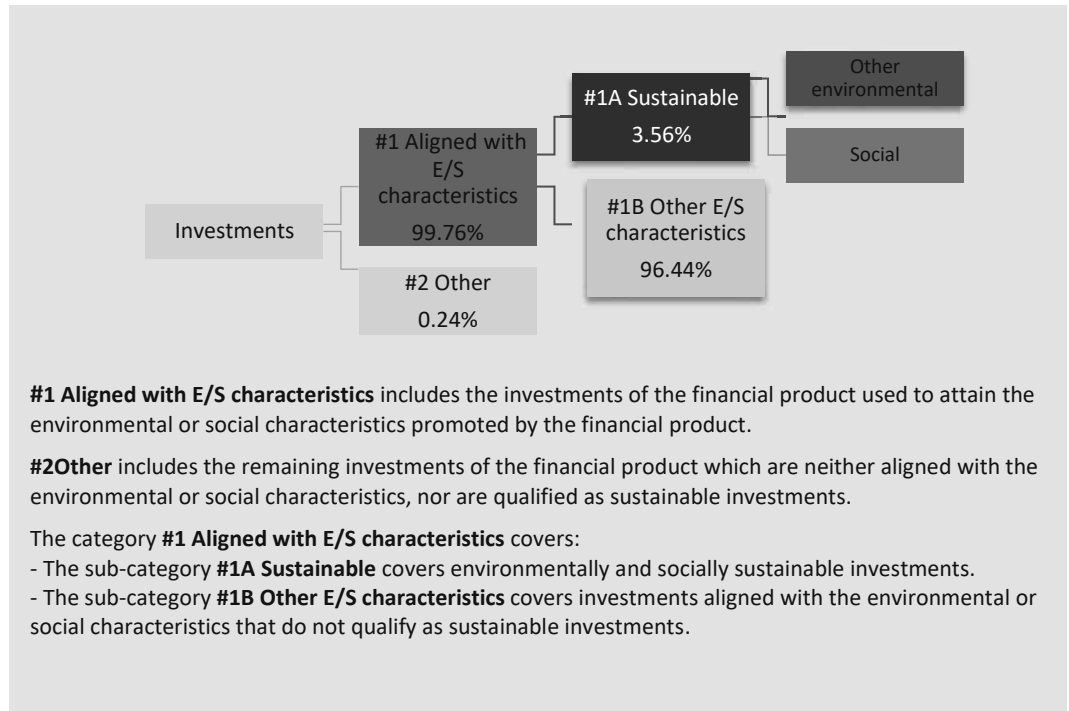 Other
environmental
#1A Sustainable
3.56%
Social
#1 Aligned with
E/S
characteristics
99.76%
#1B Other E/S
characteristics
96.44%
Investments
#2 Other
0.24%
#1 Aligned with E/S characteristics includes the investments of the financial product used to attain the
environmental or social characteristics promoted by the financial product.
#2Other includes the remaining investments of the financial product which are neither aligned with the
environmental or social characteristics, nor are qualified as sustainable investments.
The category #1 Aligned with E/S characteristics covers:
- The sub-category #1A Sustainable covers environmentally and socially sustainable investments.
- The sub-category #1B Other E/S characteristics covers investments aligned with the environmental or
social characteristics that do not qualify as sustainable investments.